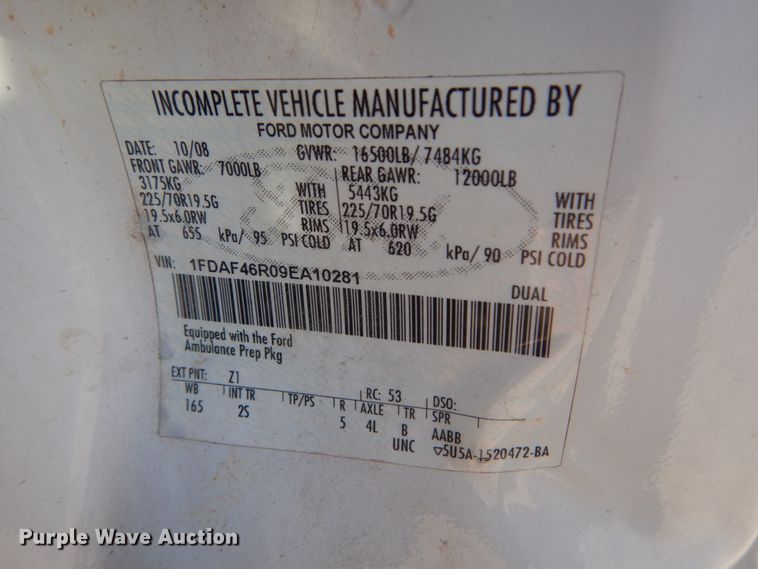 INCOMPLETE VEHICLE MANUFACTURED BY
FORD MOTOR COMPANY
DATE: 10/08 GVWR: 16500LB/ 7484KG
FRONT GAWR: 7000LB REAR GAWR: 12000LB
3175KG WITH 5443KG WITH
225/70R19.5G TIRES 225/70R19.5G TIRES
19.5x6.0RW RIMS 19.5x6.0RW RIMS
AT 655 kPa/ 95 PSI COLD AT 620 kPa/ 90 PSI COLD
VIN: 1FDAF46R09EA10281 DUAL
Equipped with the Ford
Ambulance Prep Pkg
EXT PNT: Z1 RC: 53 DSO:
WB INT TR TP/PS R AXLE TR SPR
165 2S 5 4L B AABB
UNC ▽5U5A-1520472-BA
Purple Wave Auction